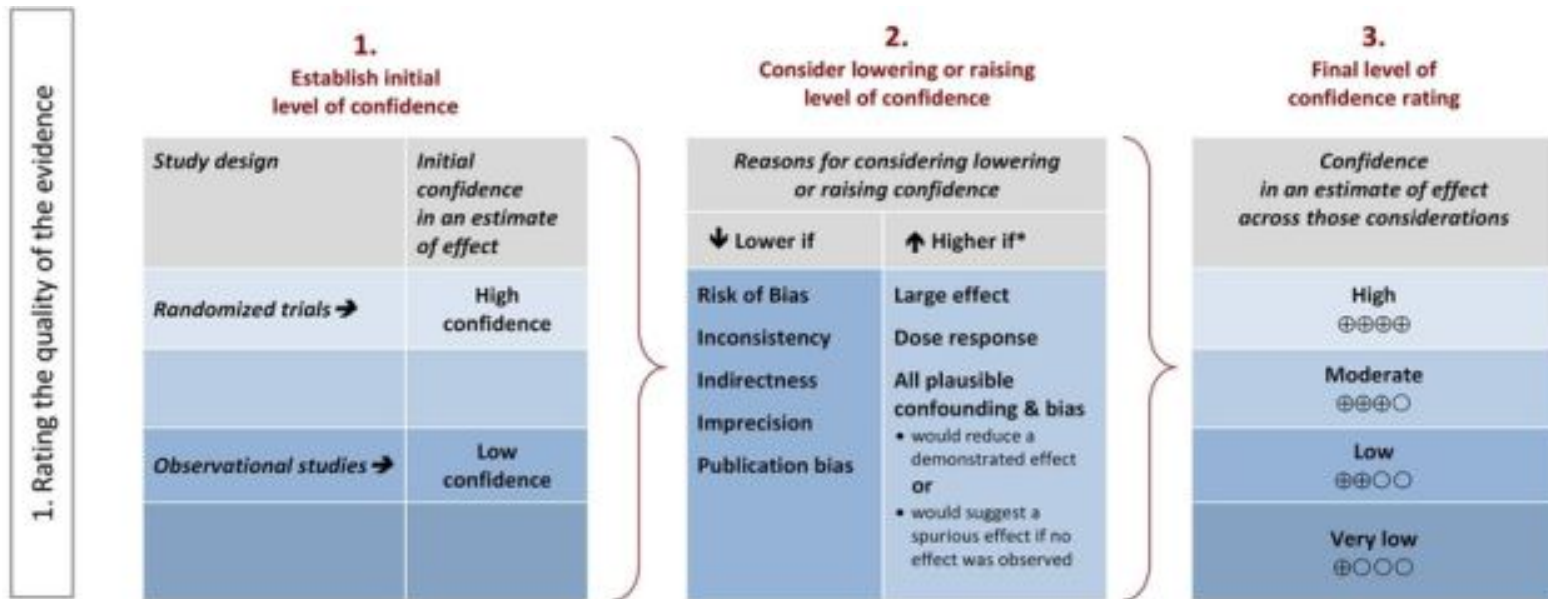 1. Rating the quality of the evidence
1.
Establish initial
level of confidence
Study design
Initial
confidence
in an estimate
of effect
Randomized trials ➔
High
confidence
Observational studies ➔
Low
confidence
2.
Consider lowering or raising
level of confidence
Reasons for considering lowering
or raising confidence
🡻 Lower if
Risk of Bias
Inconsistency
Indirectness
Imprecision
Publication bias
🡹 Higher if*
Large effect
Dose response
All plausible
confounding & bias
• would reduce a
demonstrated effect
or
• would suggest a
spurious effect if no
effect was observed
3.
Final level of
confidence rating
Confidence
in an estimate of effect
across those considerations
High
⊕⊕⊕⊕
Moderate
⊕⊕⊕○
Low
⊕⊕○○
Very low
⊕○○○